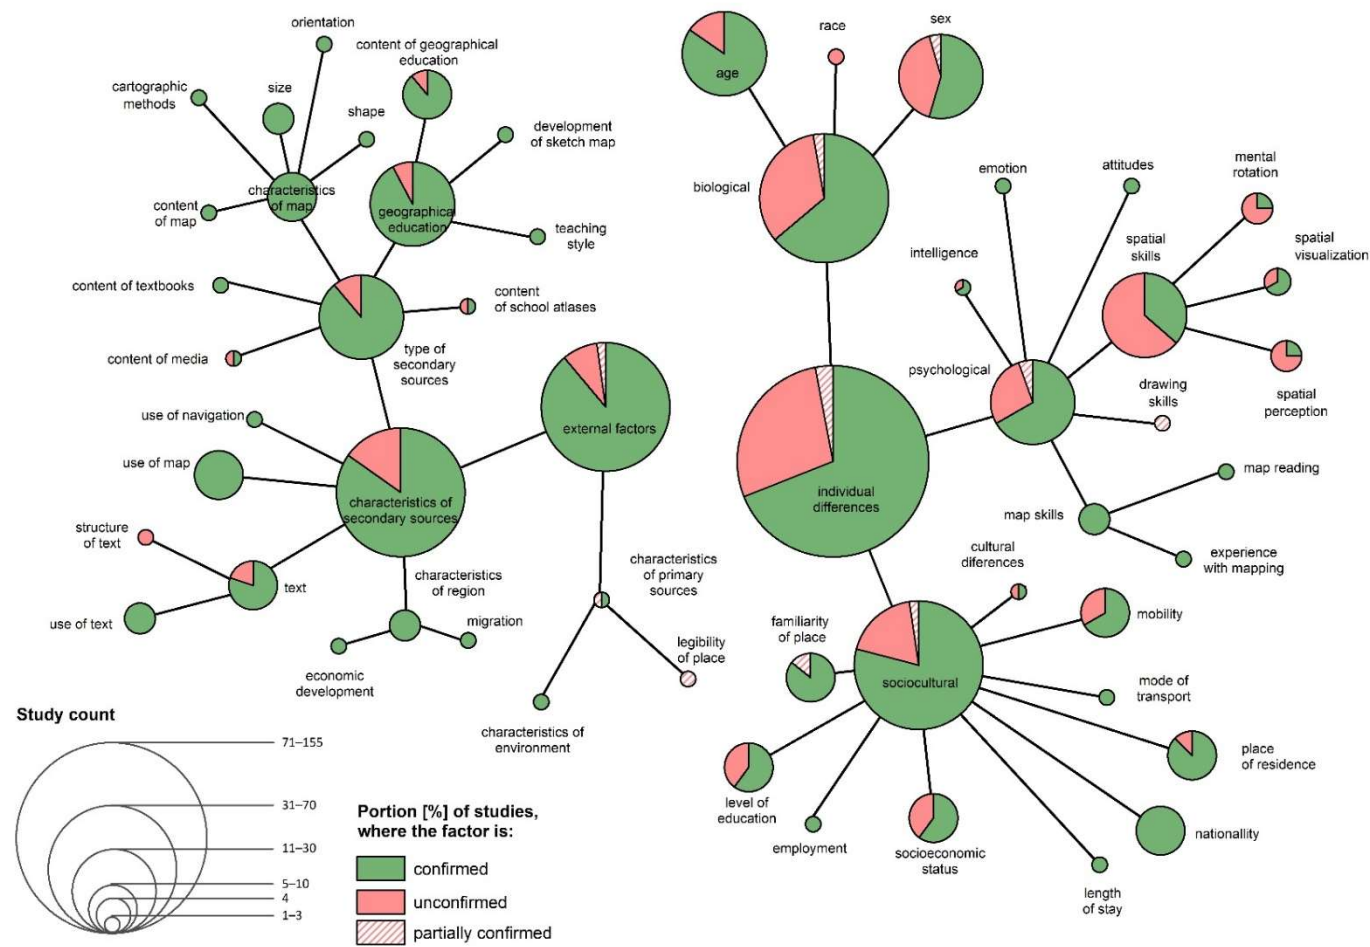 orientation
content of geographical
education
cartographic
methods
size
shape
development
of sketch map
characteristics
of map
content
of map
geographical
education
teaching
style
content of textbooks
content
of school atlases
content of media
type of
secondary
sources
use of navigation
use of map
external factors
characteristics of
secondary sources
structure
of text
text
use of text
characteristics
of region
migration
economic
development
characteristics
of primary
sources
legibility
of place
characteristics of
environment
age
race
sex
biological
emotion
attitudes
mental
rotation
intelligence
spatial
skills
spatial
visualization
psychological
drawing
skills
spatial
perception
individual
differences
map reading
map skills
experience
with mapping
cultural
diferences
mobility
familiarity
of place
sociocultural
mode of
transport
place
of residence
level of
education
employment
socioeconomic
status
nationallity
length
of stay
Study count
71–155
31–70
11–30
5–10
4
1–3
Portion [%] of studies,
where the factor is:
confirmed
unconfirmed
partially confirmed